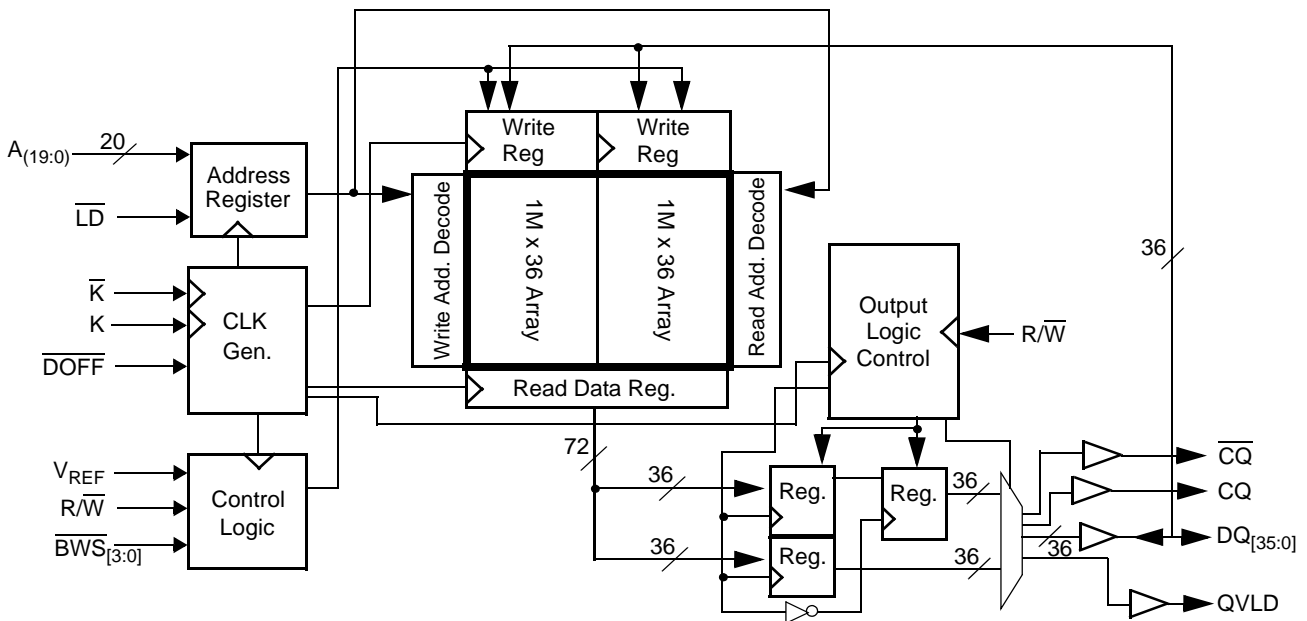 A(19:0)
20
LD
Address
Register
K
K
DOFF
CLK
Gen.
VREF
R/W
BWS[3:0]
Control
Logic
Write
Reg
Write
Reg
Write Add. Decode
1M x 36 Array
1M x 36 Array
Read Add. Decode
Read Data Reg.
72
36
36
Output
Logic
Control
R/W
36
Reg.
Reg.
Reg.
36
36
36
CQ
CQ
DQ[35:0]
QVLD